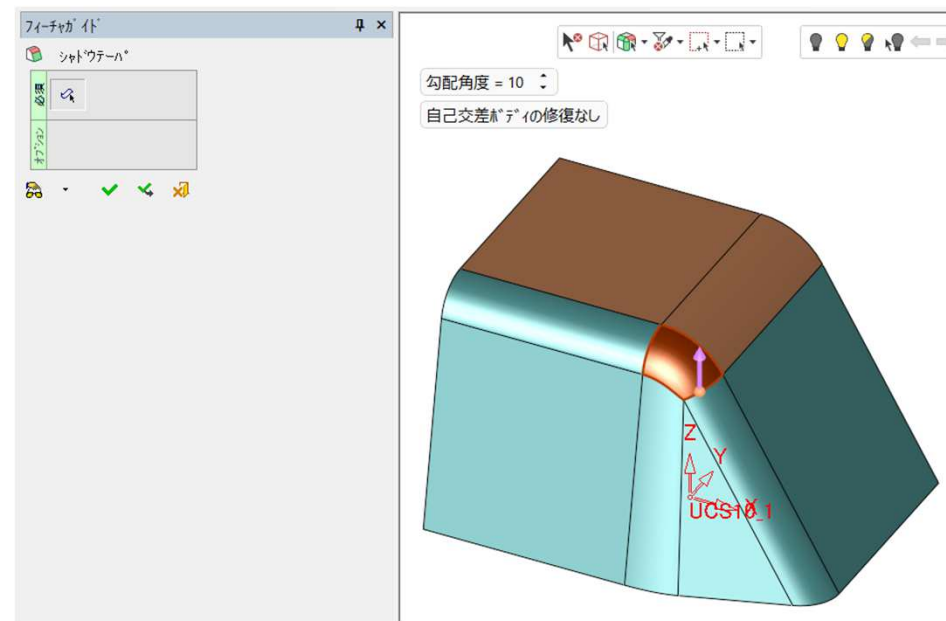 ﾌｨｰﾁｬｶﾞｲﾄﾞ
ｼｬﾄﾞｳﾃｰﾊﾟ
必須
ｵﾌﾟｼｮﾝ
勾配角度 = 10
自己交差ﾎﾞﾃﾞｨの修復なし
Z
Y
X
UCS10_1